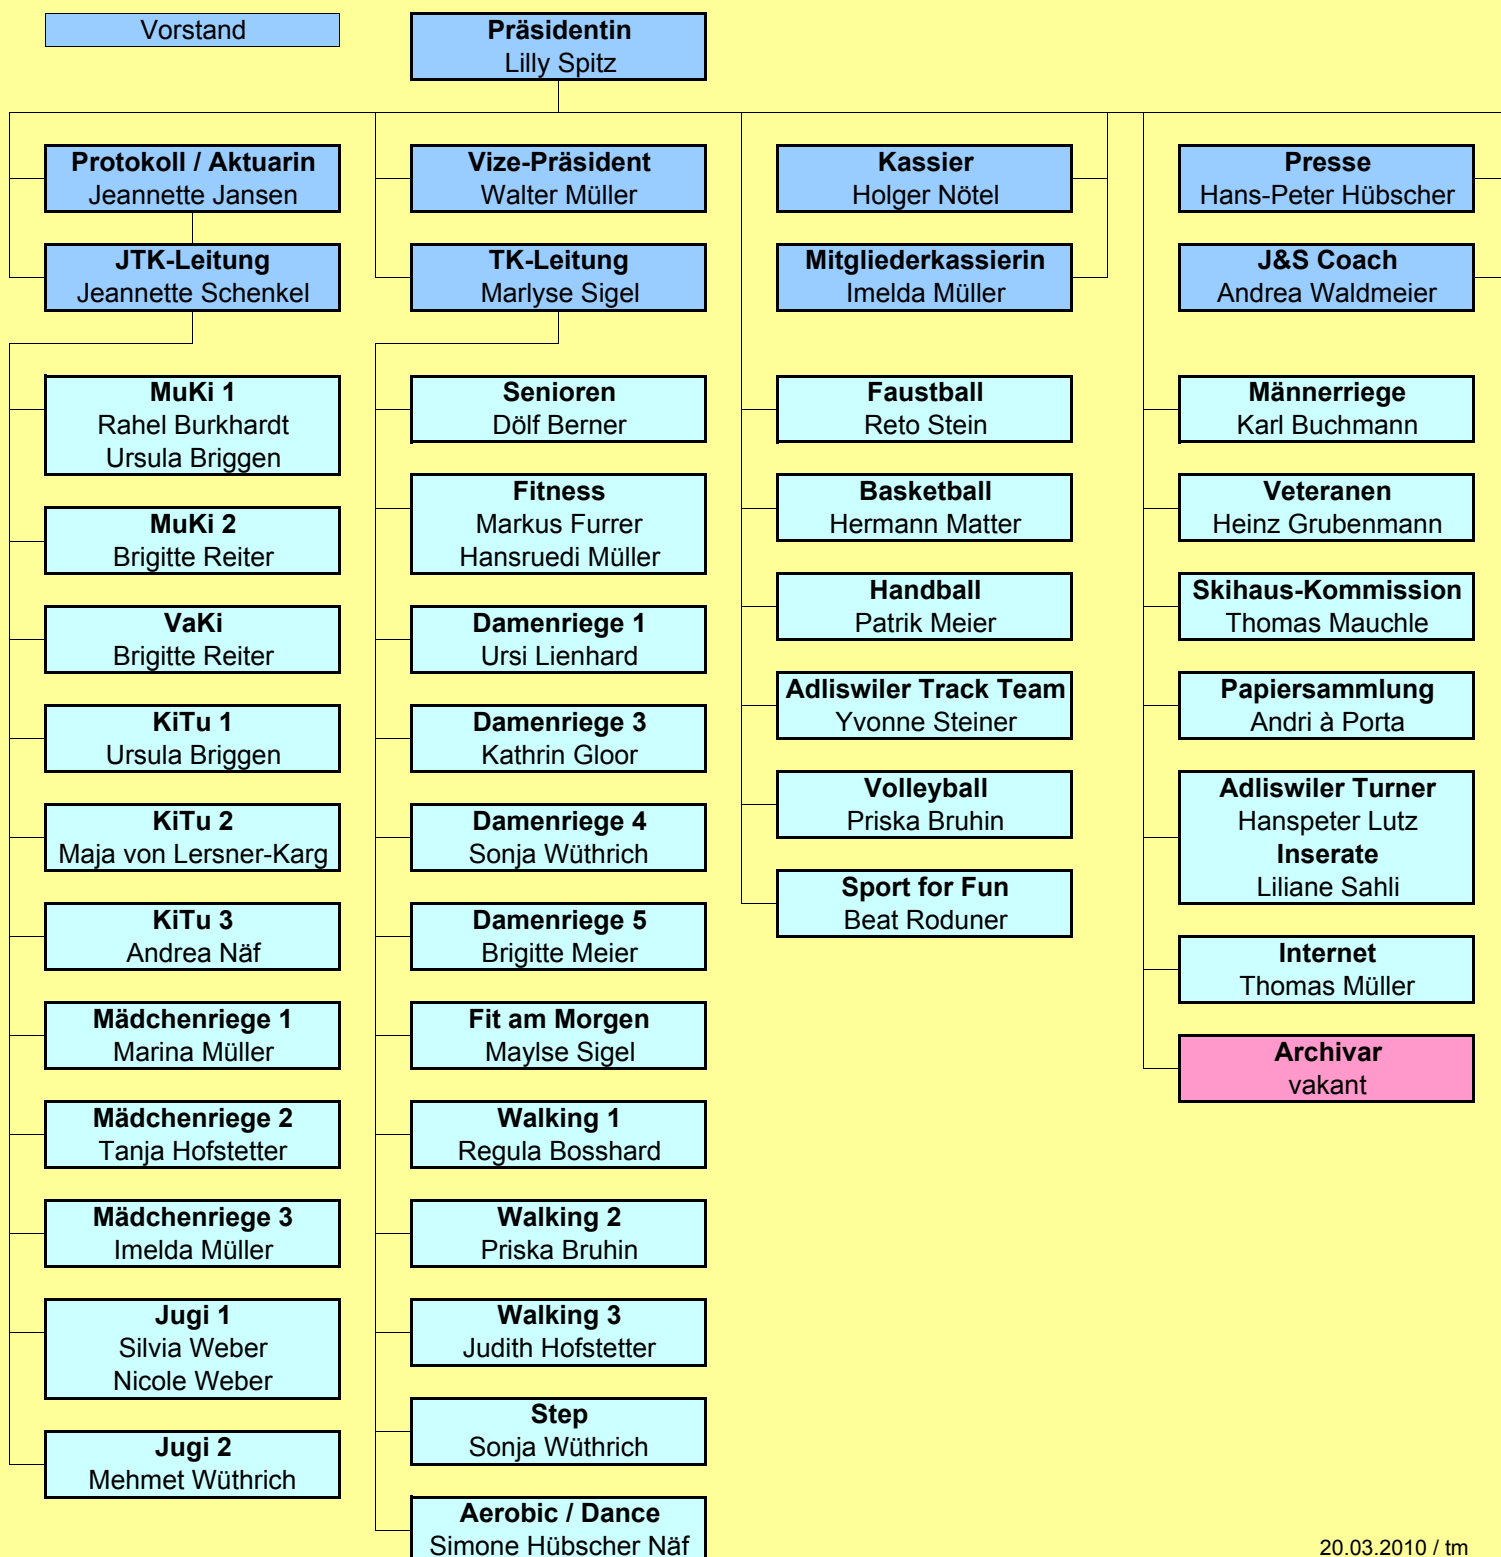 Vorstand
Präsidentin
Lilly Spitz
Protokoll / Aktuarin
Jeannette Jansen
Vize-Präsident
Walter Müller
Kassier
Holger Nötel
Presse
Hans-Peter Hübscher
JTK-Leitung
Jeannette Schenkel
TK-Leitung
Marlyse Sigel
Mitgliederkassierin
Imelda Müller
J&S Coach
Andrea Waldmeier
MuKi 1
Rahel Burkhardt
Ursula Briggen
MuKi 2
Brigitte Reiter
VaKi
Brigitte Reiter
KiTu 1
Ursula Briggen
KiTu 2
Maja von Lersner-Karg
KiTu 3
Andrea Näf
Mädchenriege 1
Marina Müller
Mädchenriege 2
Tanja Hofstetter
Mädchenriege 3
Imelda Müller
Jugi 1
Silvia Weber
Nicole Weber
Jugi 2
Mehmet Wüthrich
Senioren
Dölf Berner
Fitness
Markus Furrer
Hansruedi Müller
Damenriege 1
Ursi Lienhard
Damenriege 3
Kathrin Gloor
Damenriege 4
Sonja Wüthrich
Damenriege 5
Brigitte Meier
Fit am Morgen
Maylse Sigel
Walking 1
Regula Bosshard
Walking 2
Priska Bruhin
Walking 3
Judith Hofstetter
Step
Sonja Wüthrich
Aerobic / Dance
Simone Hübscher Näf
Faustball
Reto Stein
Basketball
Hermann Matter
Handball
Patrik Meier
Adliswiler Track Team
Yvonne Steiner
Volleyball
Priska Bruhin
Sport for Fun
Beat Roduner
Männerriege
Karl Buchmann
Veteranen
Heinz Grubenmann
Skihaus-Kommission
Thomas Mauchle
Papiersammlung
Andri à Porta
Adliswiler Turner
Hanspeter Lutz
Inserate
Liliane Sahli
Internet
Thomas Müller
Archivar
vakant
20.03.2010 / tm